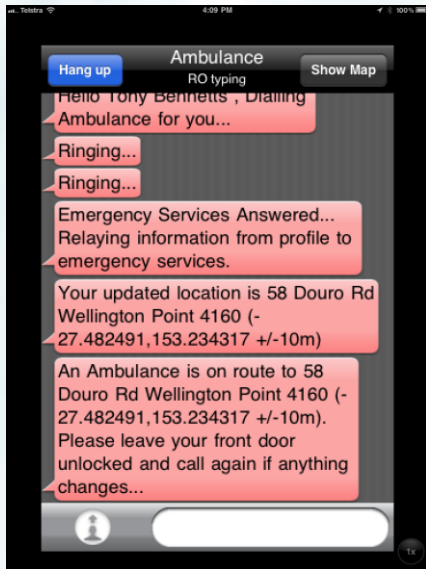 Telstra 4:09 PM 100%
Hang up Ambulance Show Map
RO typing
Hello Tony Bennetts , Dialling
Ambulance for you...
Ringing...
Ringing...
Emergency Services Answered...
Relaying information from profile to
emergency services.
Your updated location is 58 Douro Rd
Wellington Point 4160 (-
27.482491,153.234317 +/-10m)
An Ambulance is on route to 58
Douro Rd Wellington Point 4160 (-
27.482491,153.234317 +/-10m).
Please leave your front door
unlocked and call again if anything
changes...
1x